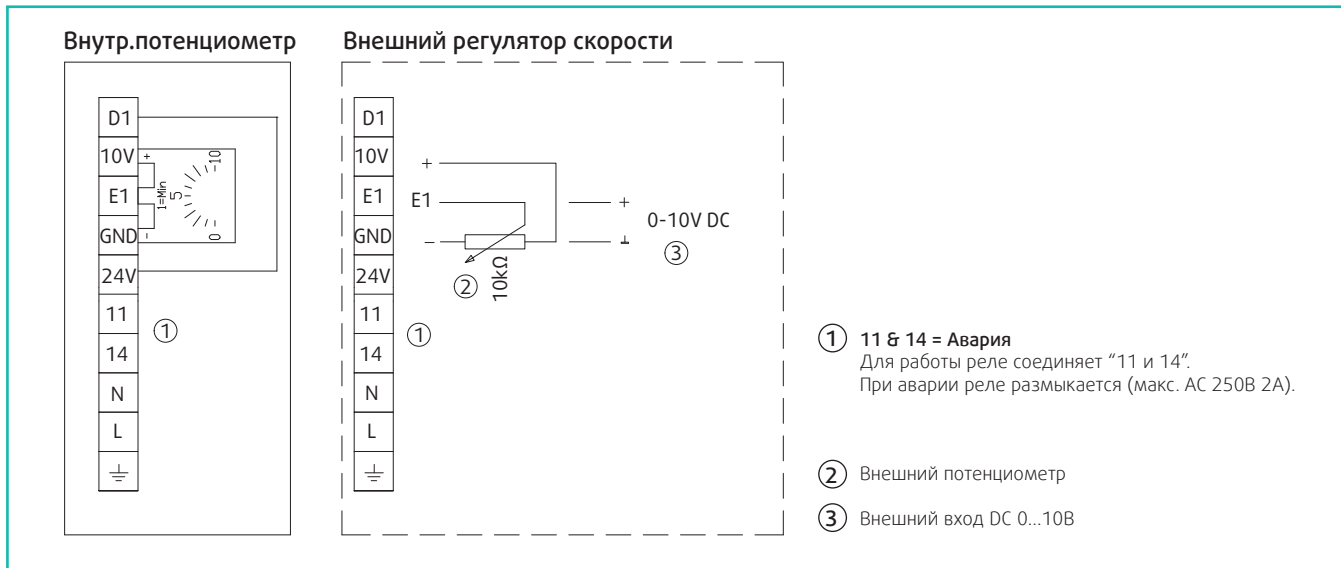 Внутр.потенциометр
D1
10V
E1
GND
24V
11
14
N
L
+
-
1=Min
0
5
10
1
Внешний регулятор скорости
D1
10V
E1
GND
24V
11
14
N
L
+
E1
−
2
10kΩ
+
0-10V DC
3
1
1 11 & 14 = Авария
Для работы реле соединяет “11 и 14”.
При аварии реле размыкается (макс. AC 250В 2А).
2 Внешний потенциометр
3 Внешний вход DC 0...10В